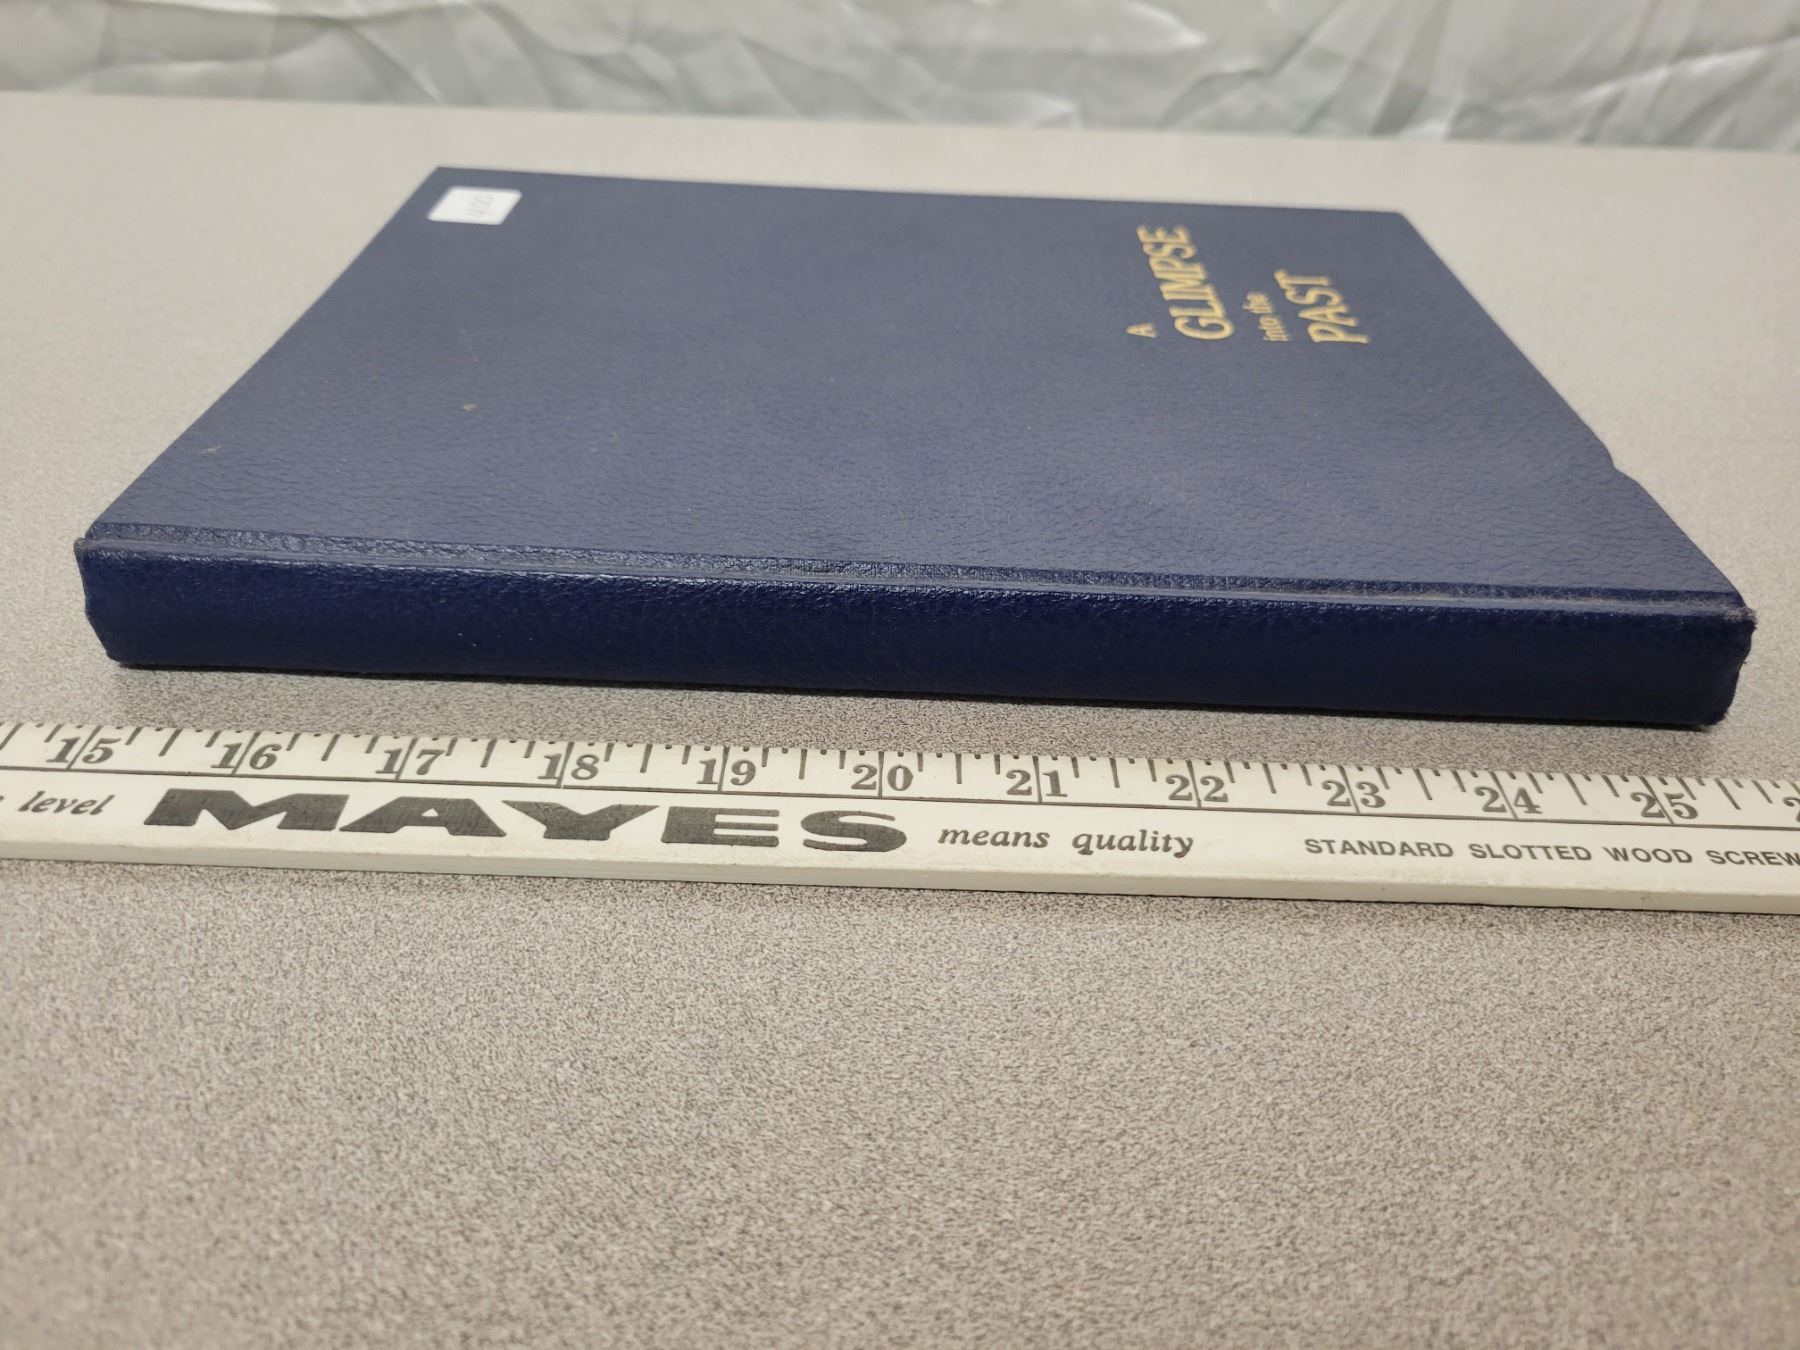 A
GLIMPSE
into the
PAST
15 16 17 18 19 20 21 22 23 24 25
level MAYES means quality STANDARD SLOTTED WOOD SCREW